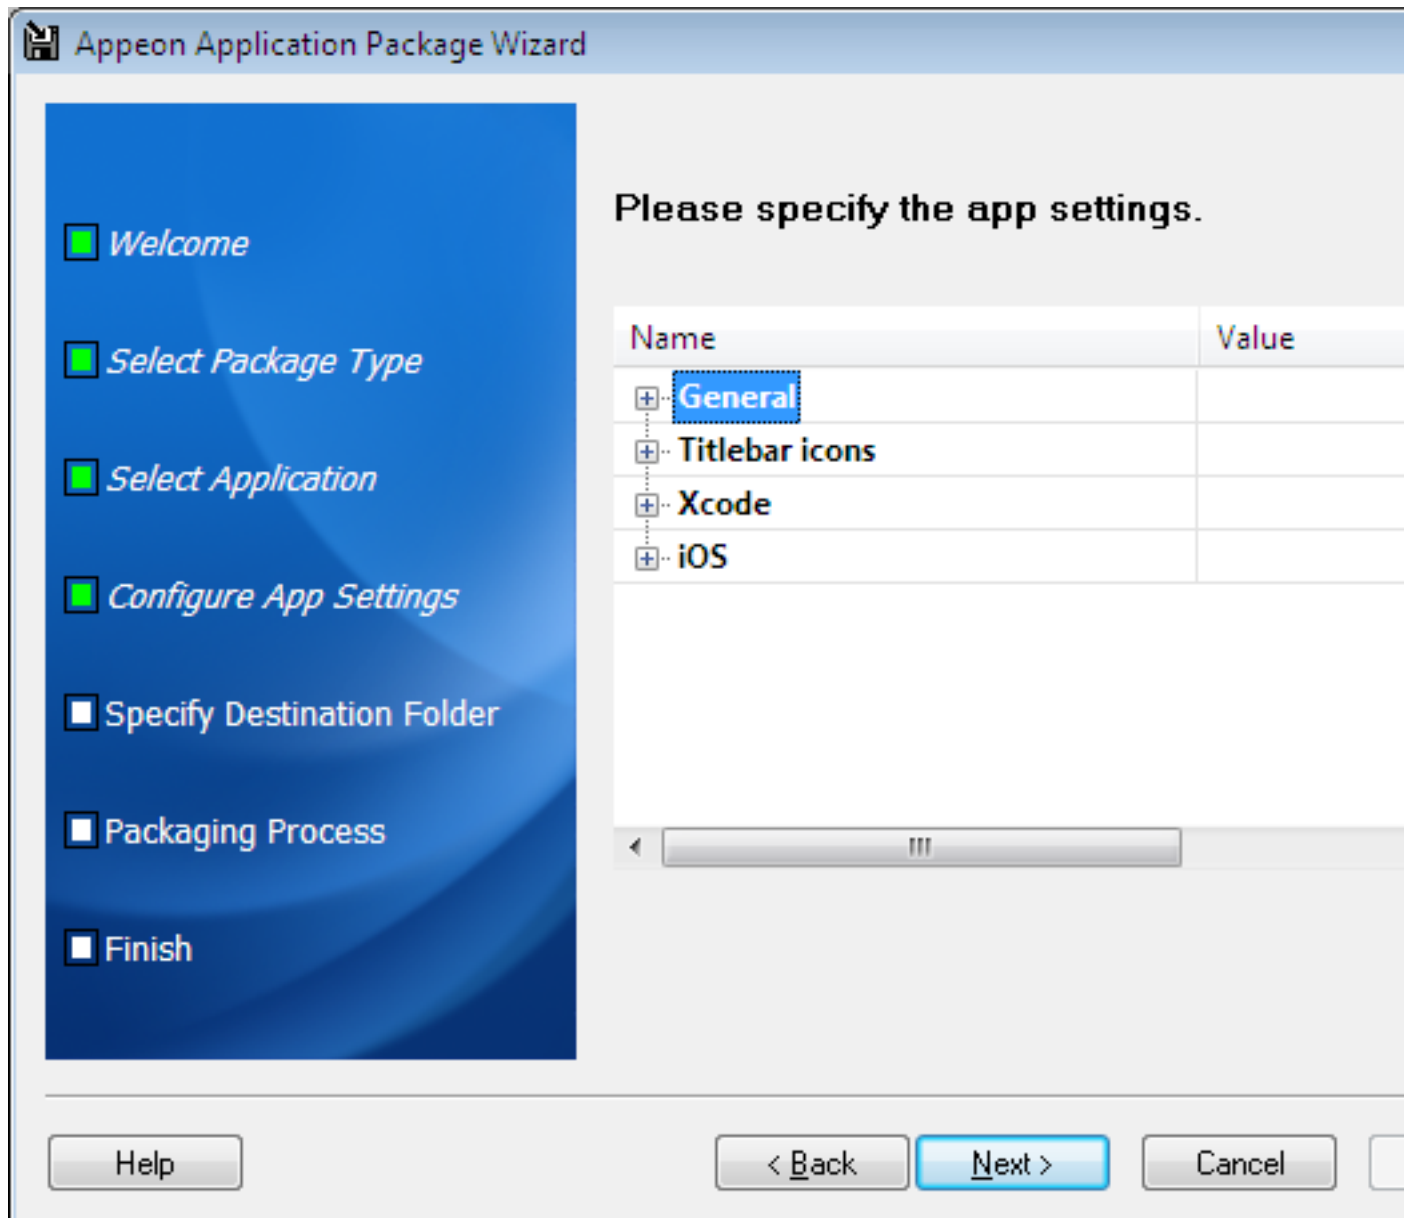 Appeon Application Package Wizard
Welcome
Select Package Type
Select Application
Configure App Settings
Specify Destination Folder
Packaging Process
Finish
Please specify the app settings.
Name Value
General
Titlebar icons
Xcode
iOS
Help < Back Next > Cancel